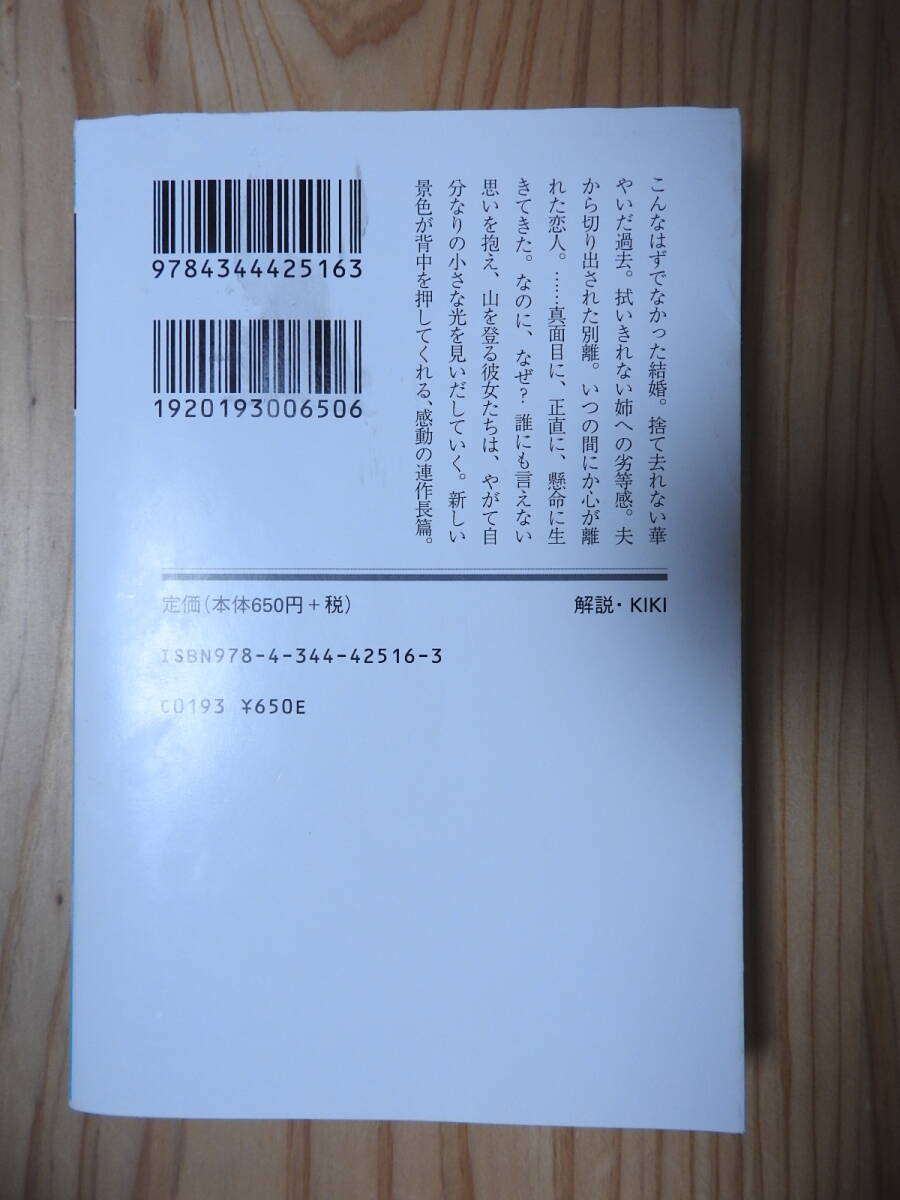 こんなはずでなかった結婚。捨て去れない華
やいだ過去。拭いきれない姉への劣等感。夫
から切り出された別離。いつの間にか心が離
れた恋人。……真面目に、正直に、懸命に生
きてきた。なのに、なぜ? 誰にも言えない
思いを抱え、山を登る彼女たちは、やがて自
分なりの小さな光を見いだしていく。新しい
景色が背中を押してくれる、感動の連作長篇。
9784344425163
1920193006506
定価(本体650円+税)
解説・KIKI
ISBN978-4-344-42516-3
C0193 ¥650E